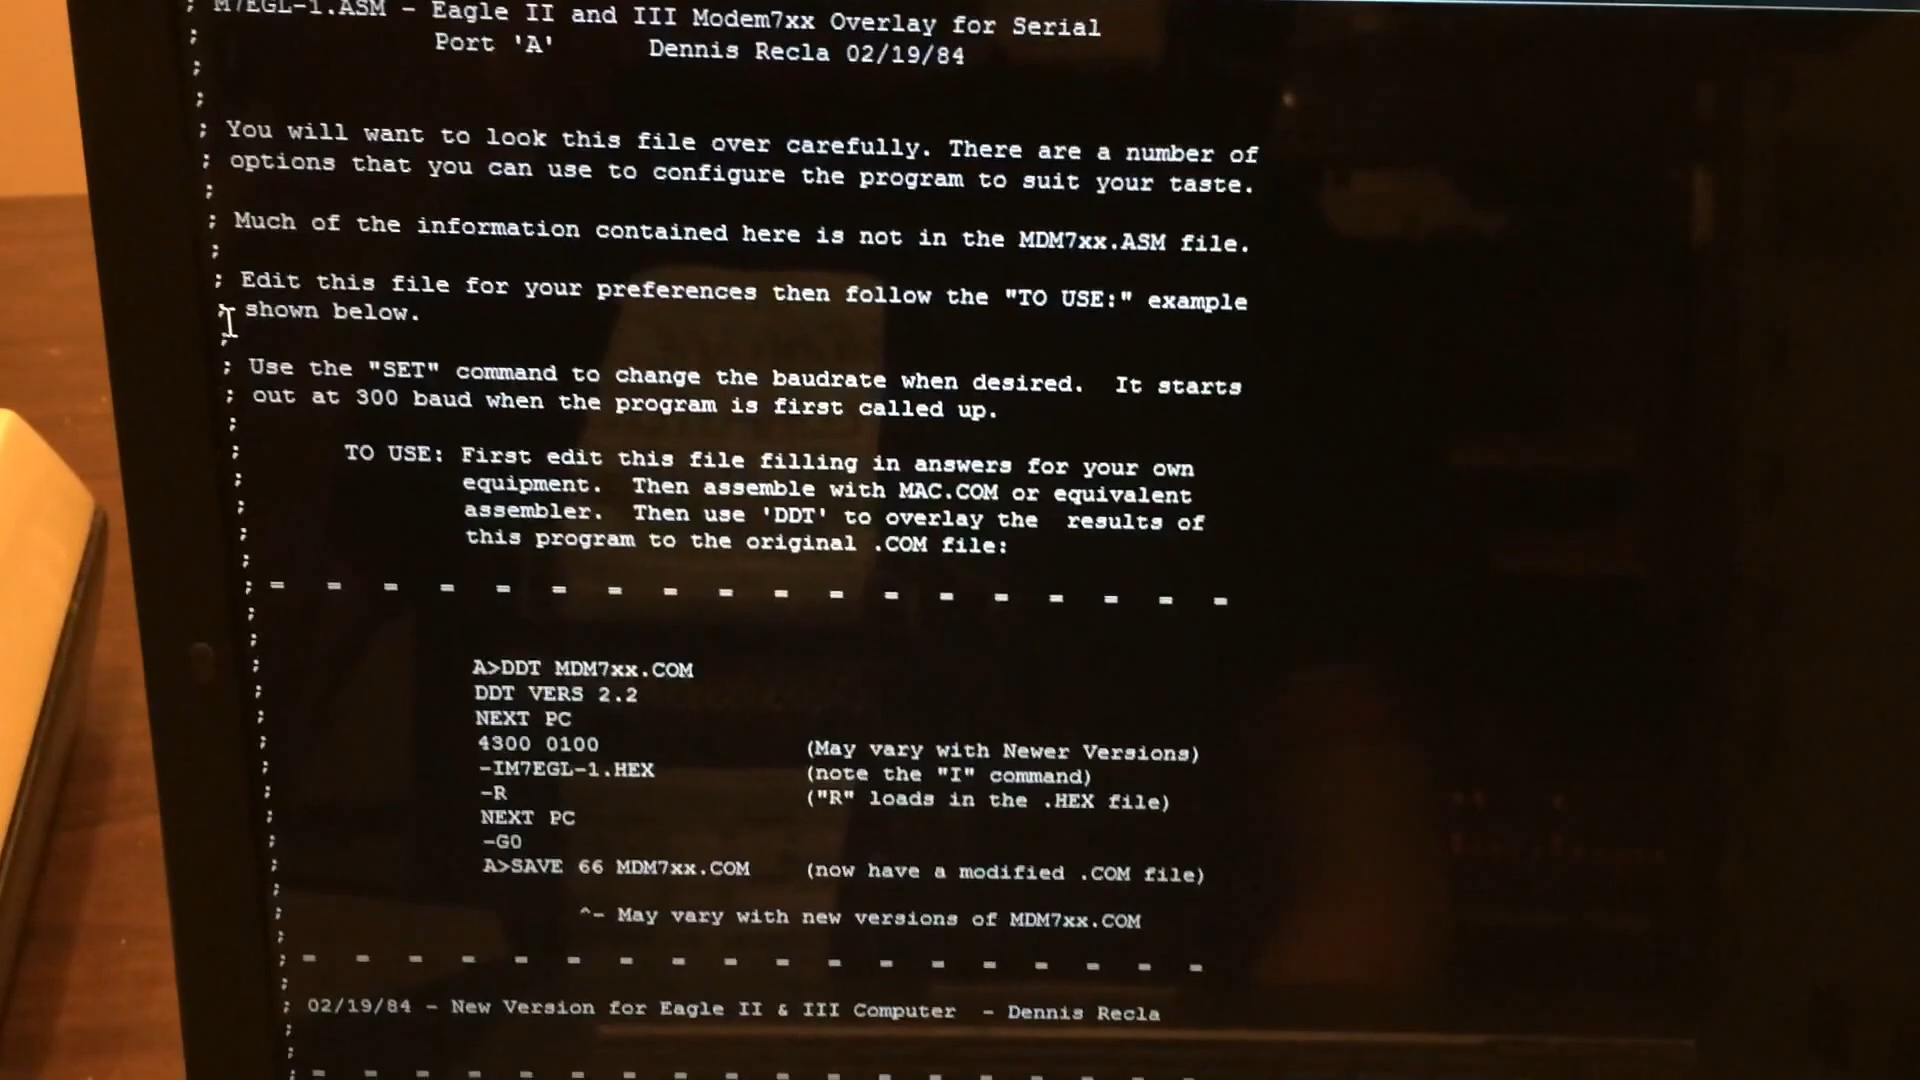 ; M7EGL-1.ASM - Eagle II and III Modem7xx Overlay for Serial
; Port 'A' Dennis Recla 02/19/84
;
;
; You will want to look this file over carefully. There are a number of
; options that you can use to configure the program to suit your taste.
;
; Much of the information contained here is not in the MDM7xx.ASM file.
;
; Edit this file for your preferences then follow the "TO USE:" example
; shown below.
;
; Use the "SET" command to change the baudrate when desired. It starts
; out at 300 baud when the program is first called up.
;
; TO USE: First edit this file filling in answers for your own
; equipment. Then assemble with MAC.COM or equivalent
; assembler. Then use 'DDT' to overlay the results of
; this program to the original .COM file:
;
; = = = = = = = = = = = = = = = = = =
;
;
; A>DDT MDM7xx.COM
; DDT VERS 2.2
; NEXT PC
; 4300 0100 (May vary with Newer Versions)
; -IM7EGL-1.HEX (note the "I" command)
; -R ("R" loads in the .HEX file)
; NEXT PC
; -G0
; A>SAVE 66 MDM7xx.COM (now have a modified .COM file)
;
; ^- May vary with new versions of MDM7xx.COM
;
; = = = = = = = = = = = = = = = = = =
;
; 02/19/84 - New Version for Eagle II & III Computer - Dennis Recla
;
;
; = = = = = = = = = = = = = = = = = =